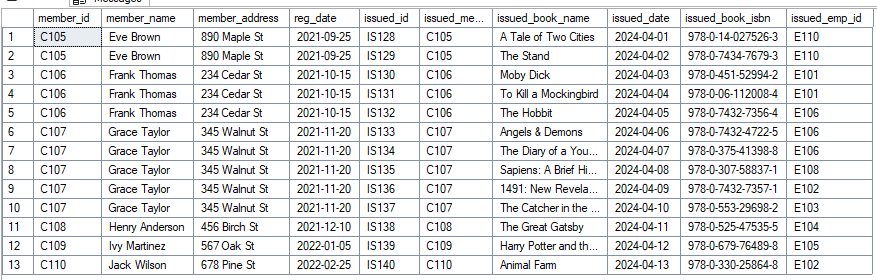 Messages
member_id member_name member_address reg_date issued_id issued_me... issued_book_name issued_date issued_book_isbn issued_emp_id
1 C105 Eve Brown 890 Maple St 2021-09-25 IS128 C105 A Tale of Two Cities 2024-04-01 978-0-14-027526-3 E110
2 C105 Eve Brown 890 Maple St 2021-09-25 IS129 C105 The Stand 2024-04-02 978-0-7434-7679-3 E110
3 C106 Frank Thomas 234 Cedar St 2021-10-15 IS130 C106 Moby Dick 2024-04-03 978-0-451-52994-2 E101
4 C106 Frank Thomas 234 Cedar St 2021-10-15 IS131 C106 To Kill a Mockingbird 2024-04-04 978-0-06-112008-4 E101
5 C106 Frank Thomas 234 Cedar St 2021-10-15 IS132 C106 The Hobbit 2024-04-05 978-0-7432-7356-4 E106
6 C107 Grace Taylor 345 Walnut St 2021-11-20 IS133 C107 Angels & Demons 2024-04-06 978-0-7432-4722-5 E106
7 C107 Grace Taylor 345 Walnut St 2021-11-20 IS134 C107 The Diary of a You... 2024-04-07 978-0-375-41398-8 E106
8 C107 Grace Taylor 345 Walnut St 2021-11-20 IS135 C107 Sapiens: A Brief Hi... 2024-04-08 978-0-307-58837-1 E108
9 C107 Grace Taylor 345 Walnut St 2021-11-20 IS136 C107 1491: New Revela... 2024-04-09 978-0-7432-7357-1 E102
10 C107 Grace Taylor 345 Walnut St 2021-11-20 IS137 C107 The Catcher in the ... 2024-04-10 978-0-553-29698-2 E103
11 C108 Henry Anderson 456 Birch St 2021-12-10 IS138 C108 The Great Gatsby 2024-04-11 978-0-525-47535-5 E104
12 C109 Ivy Martinez 567 Oak St 2022-01-05 IS139 C109 Harry Potter and th... 2024-04-12 978-0-679-76489-8 E105
13 C110 Jack Wilson 678 Pine St 2022-02-25 IS140 C110 Animal Farm 2024-04-13 978-0-330-25864-8 E102